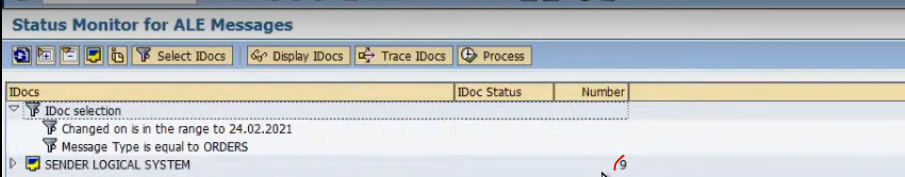 Status Monitor for ALE Messages
Select IDocs Display IDocs Trace IDocs Process
IDocs IDoc Status Number
IDoc selection
Changed on is in the range to 24.02.2021
Message Type is equal to ORDERS
SENDER LOGICAL SYSTEM 9